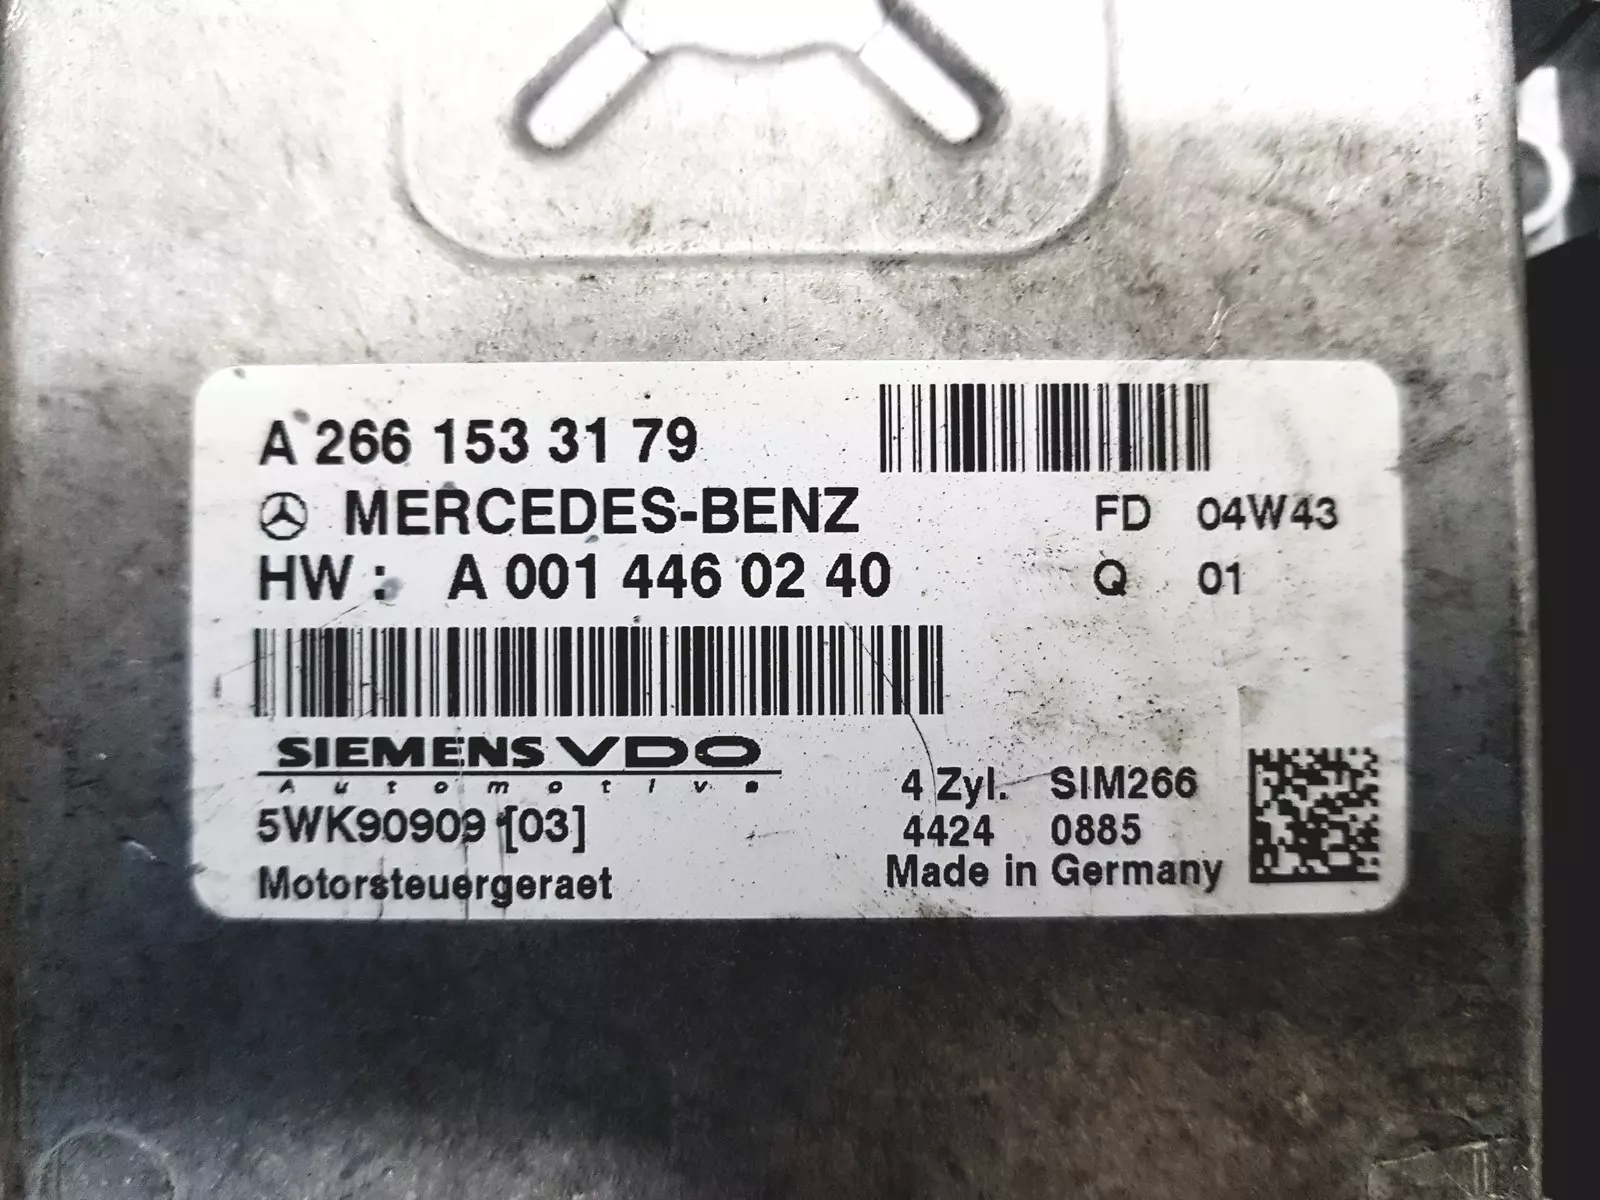 A 266 153 31 79
MERCEDES-BENZ FD 04W43
HW : A 001 446 02 40 Q 01
SIEMENS VDO
Automotive
5WK90909 [03]
Motorsteuergeraet
4 Zyl. SIM266
4424 0885
Made in Germany